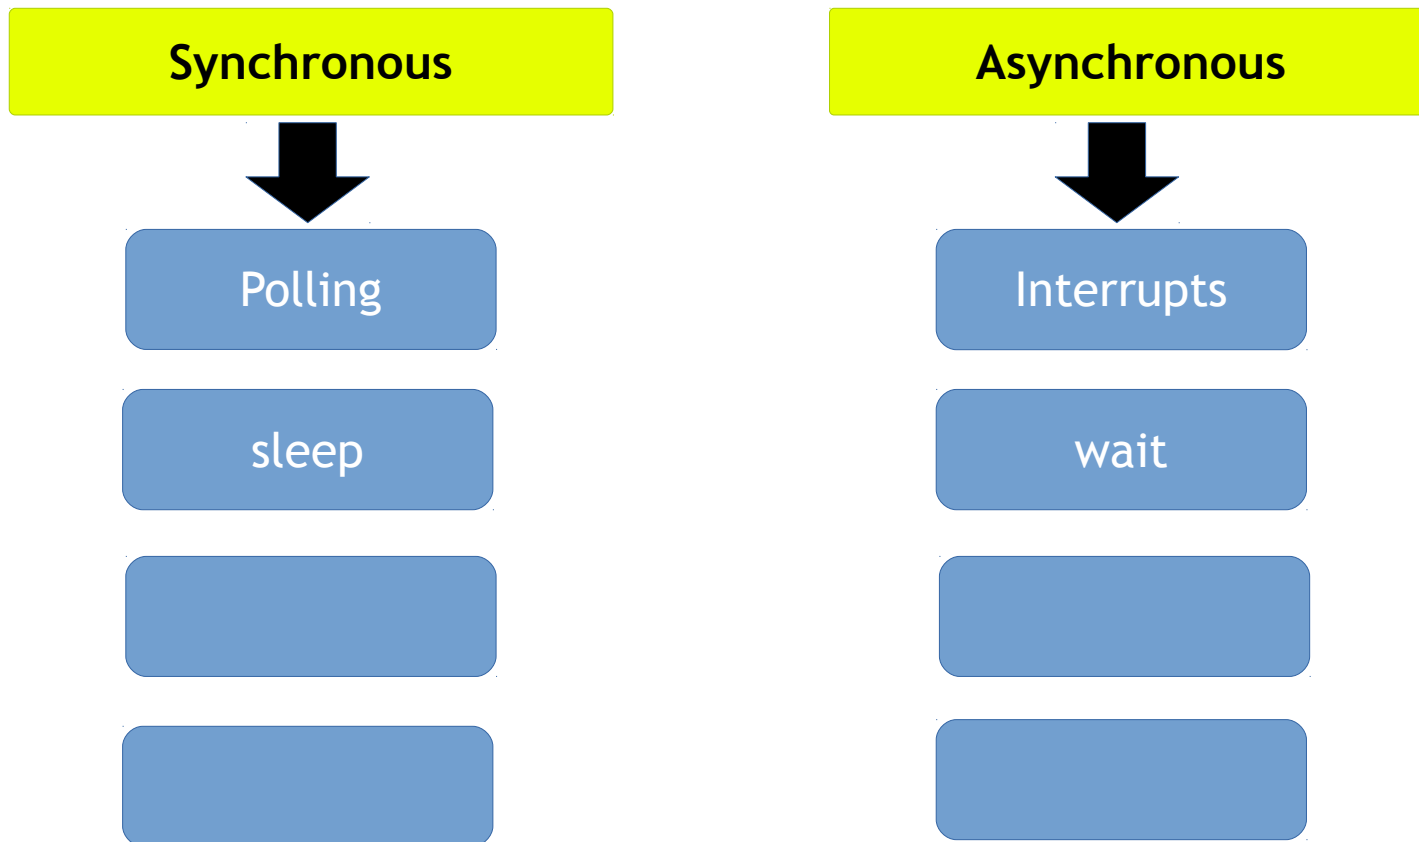 Synchronous
Asynchronous
Polling
Interrupts
sleep
wait